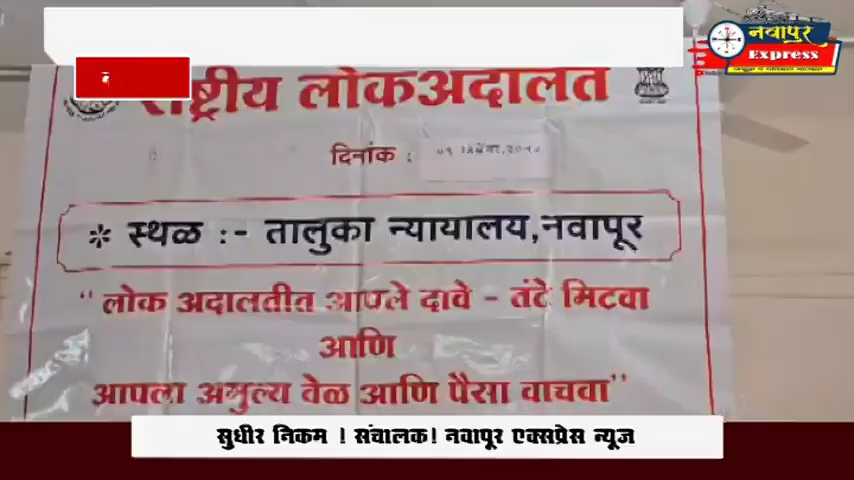 नवापूर
Express
राष्ट्रीय लोकअदालत
दिनांक :
* स्थळ :- तालुका न्यायालय,नवापूर
"लोक अदालतीत आपले दावे - तंटे मिटवा
आणि
आपला अमुल्य वेळ आणि पैसा वाचवा"
सुधीर निकम । संचालक। नवापूर एक्सप्रेस न्यूज